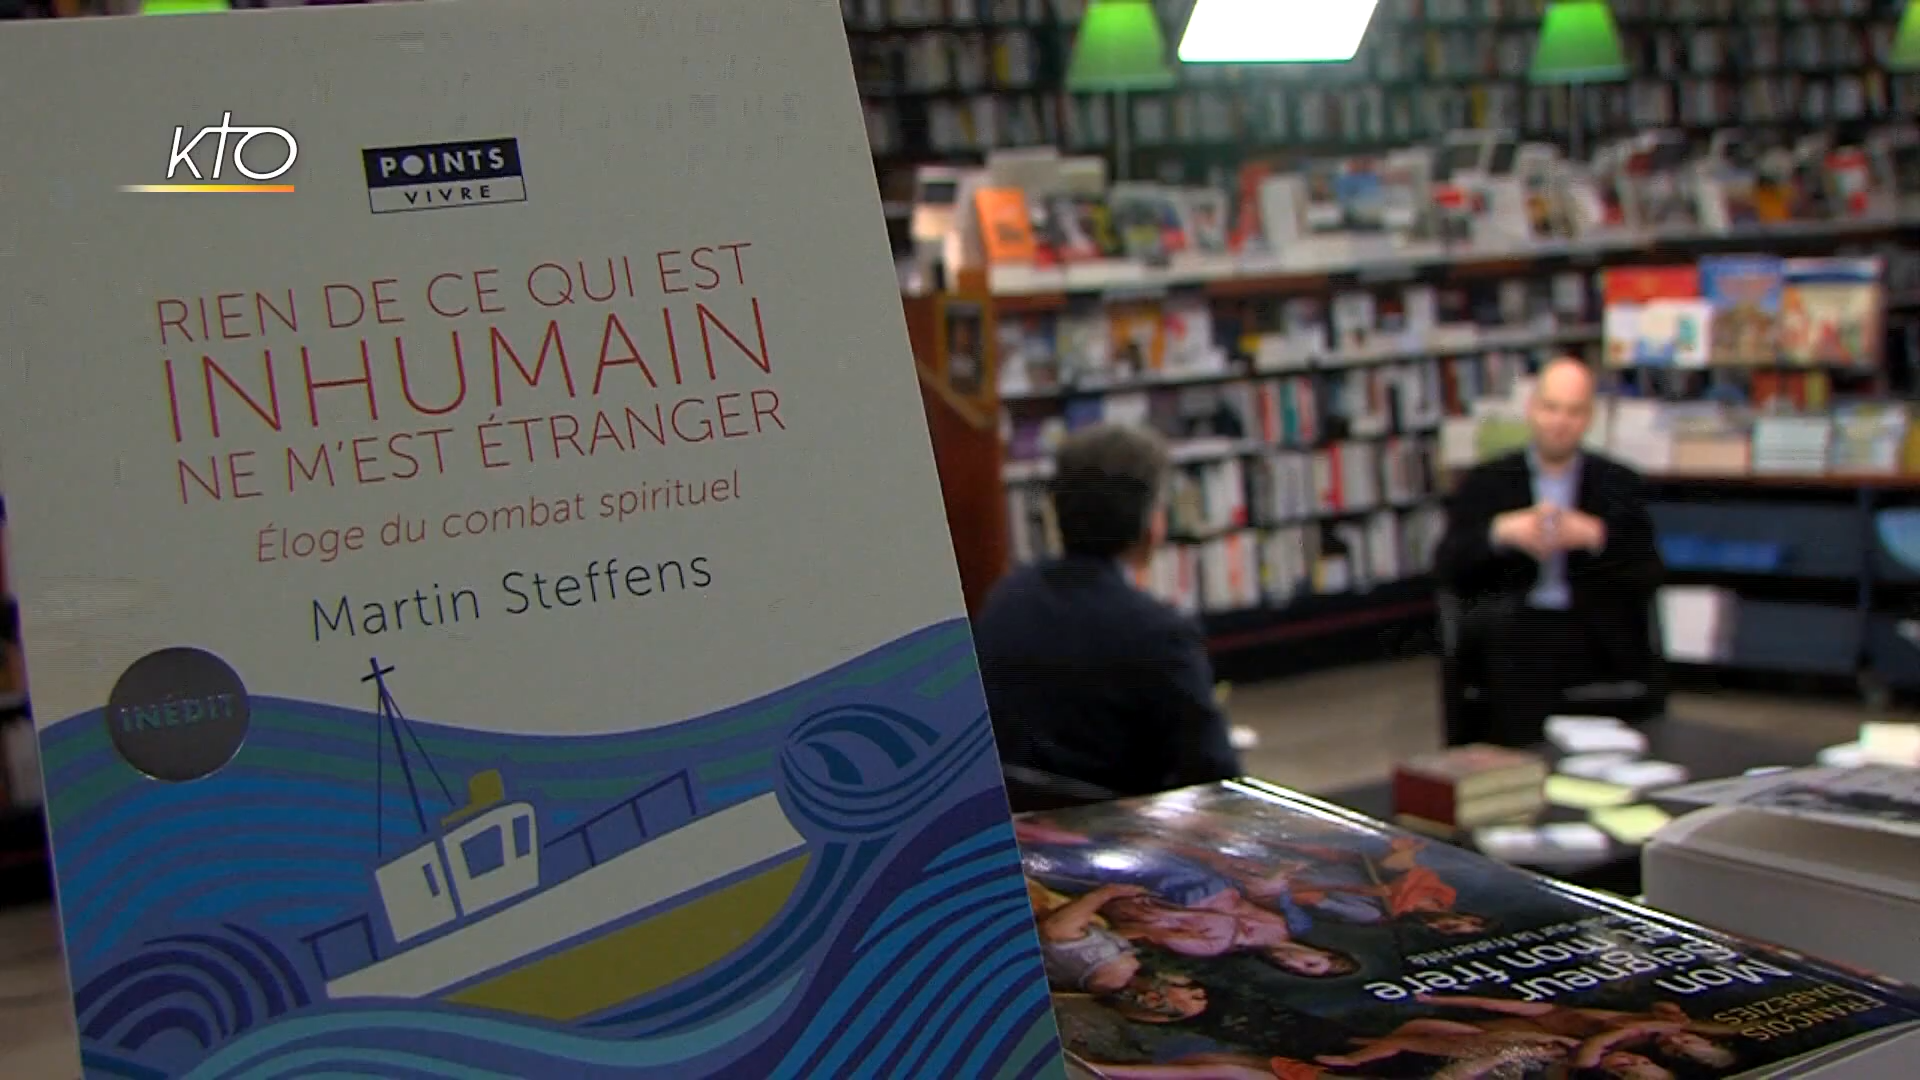 KTO
POINTS
VIVRE
RIEN DE CE QUI EST
INHUMAIN
NE M'EST ÉTRANGER
Éloge du combat spirituel
Martin Steffens
INÉDIT
FRANÇOIS
DABEZIES
Mon
Seigneur
et mon frère